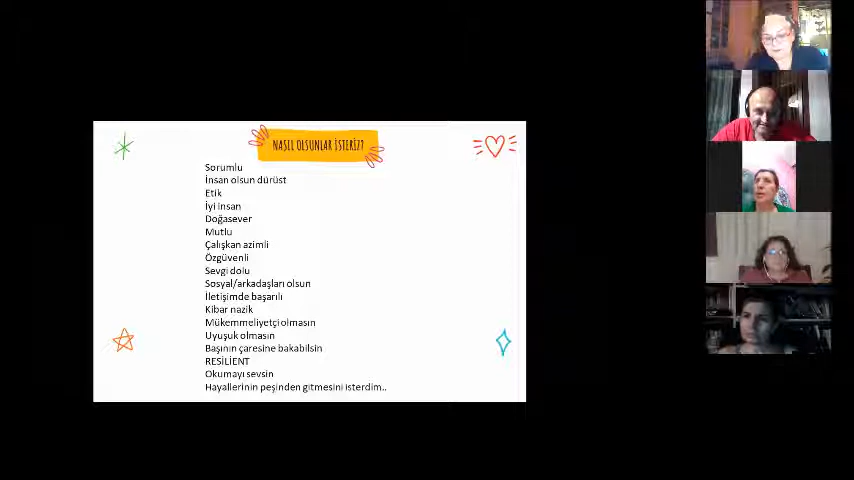 NASIL OLSUNLAR İSTERİZ?
Sorumlu
İnsan olsun dürüst
Etik
İyi insan
Doğasever
Mutlu
Çalışkan azimli
Özgüvenli
Sevgi dolu
Sosyal/arkadaşları olsun
İletişimde başarılı
Kibar nazik
Mükemmeliyetçi olmasın
Uyuşuk olmasın
Başının çaresine bakabilsin
RESİLİENT
Okumayı sevsin
Hayallerinin peşinden gitmesini isterdim..